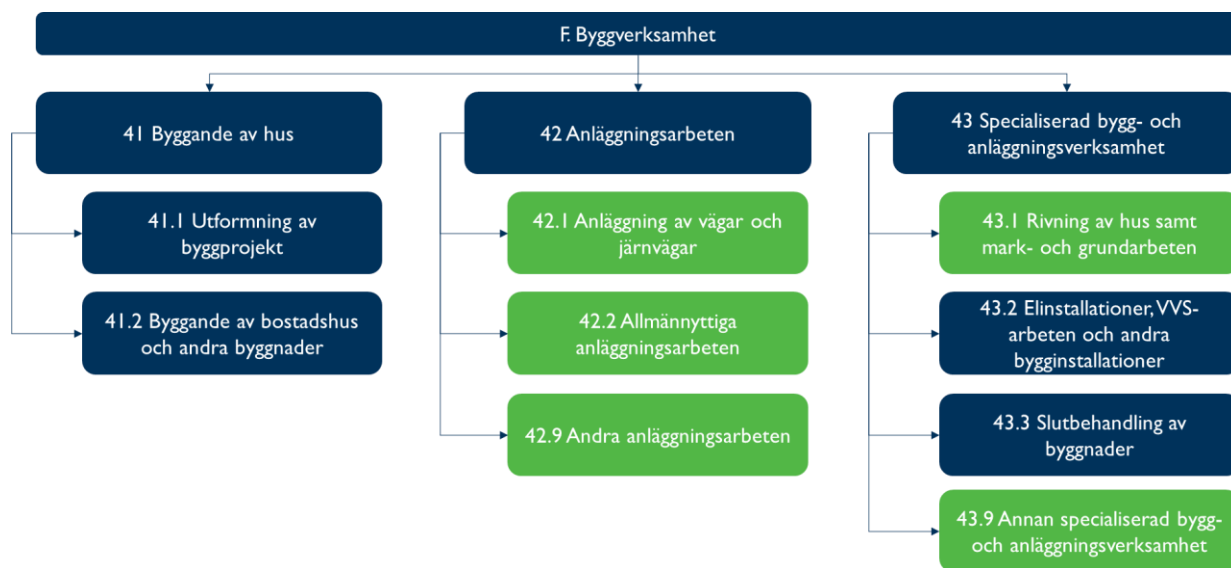 F. Byggverksamhet
41 Byggande av hus
41.1 Utformning av
byggprojekt
41.2 Byggande av bostadshus
och andra byggnader
42 Anläggningsarbeten
42.1 Anläggning av vägar och
järnvägar
42.2 Allmännyttiga
anläggningsarbeten
42.9 Andra anläggningsarbeten
43 Specialiserad bygg- och
anläggningsverksamhet
43.1 Rivning av hus samt
mark- och grundarbeten
43.2 Elinstallationer, VVS-
arbeten och andra
bygginstallationer
43.3 Slutbehandling av
byggnader
43.9 Annan specialiserad bygg-
och anläggningsverksamhet